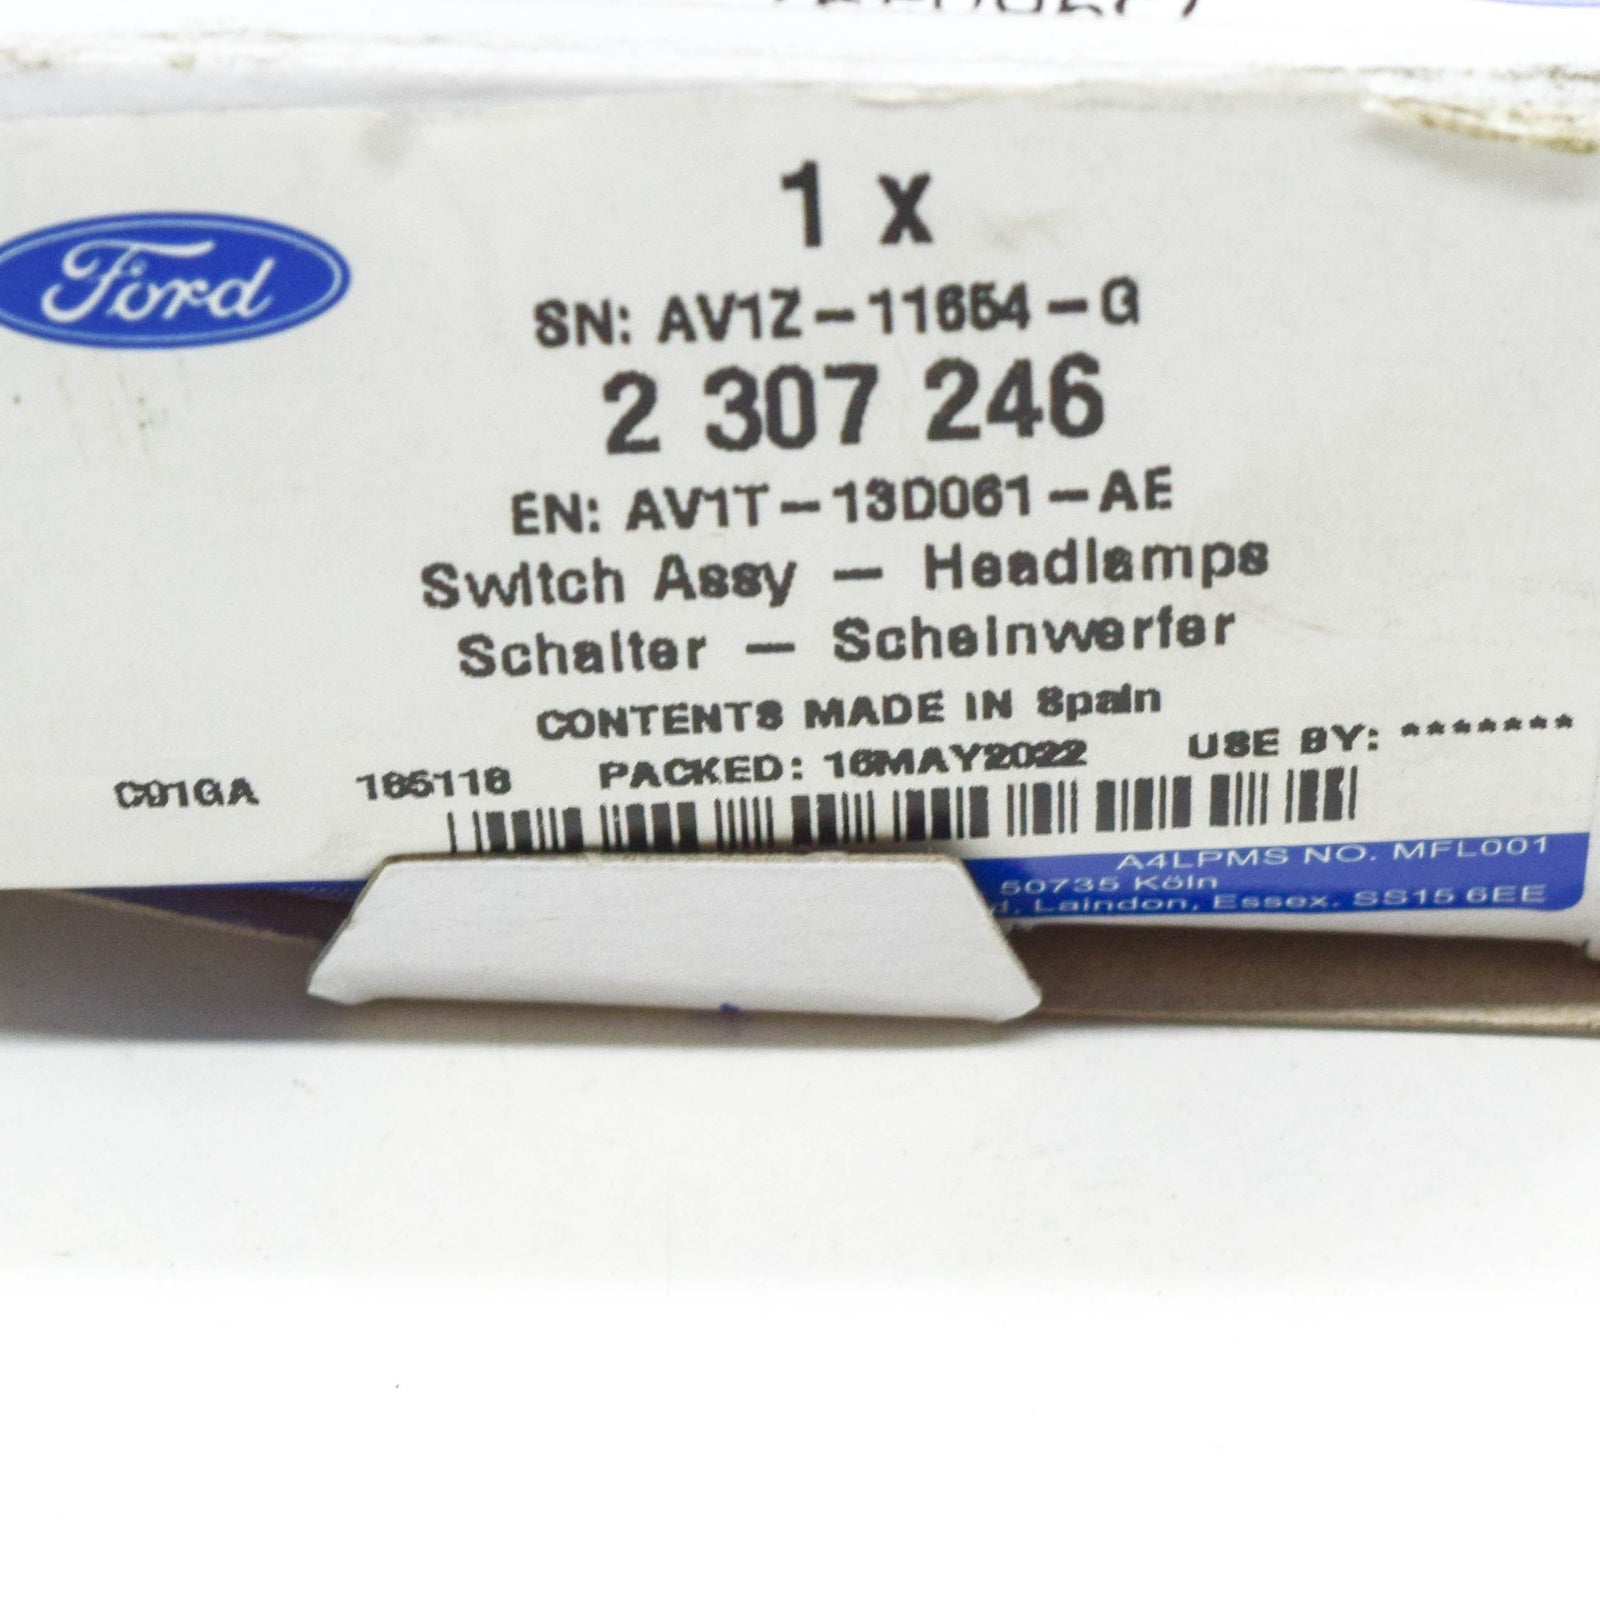 Ford
1 x
SN: AV1Z-11654-G
2 307 246
EN: AV1T-13D061-AE
Switch Assy - Headlamps
Schalter - Scheinwerfer
CONTENTS MADE IN Spain
C91GA 185118 PACKED: 16MAY2022 USE BY: *******
A4LPMS NO. MFL001
50735 Köln
Laindon, Essex. SS15 6EE